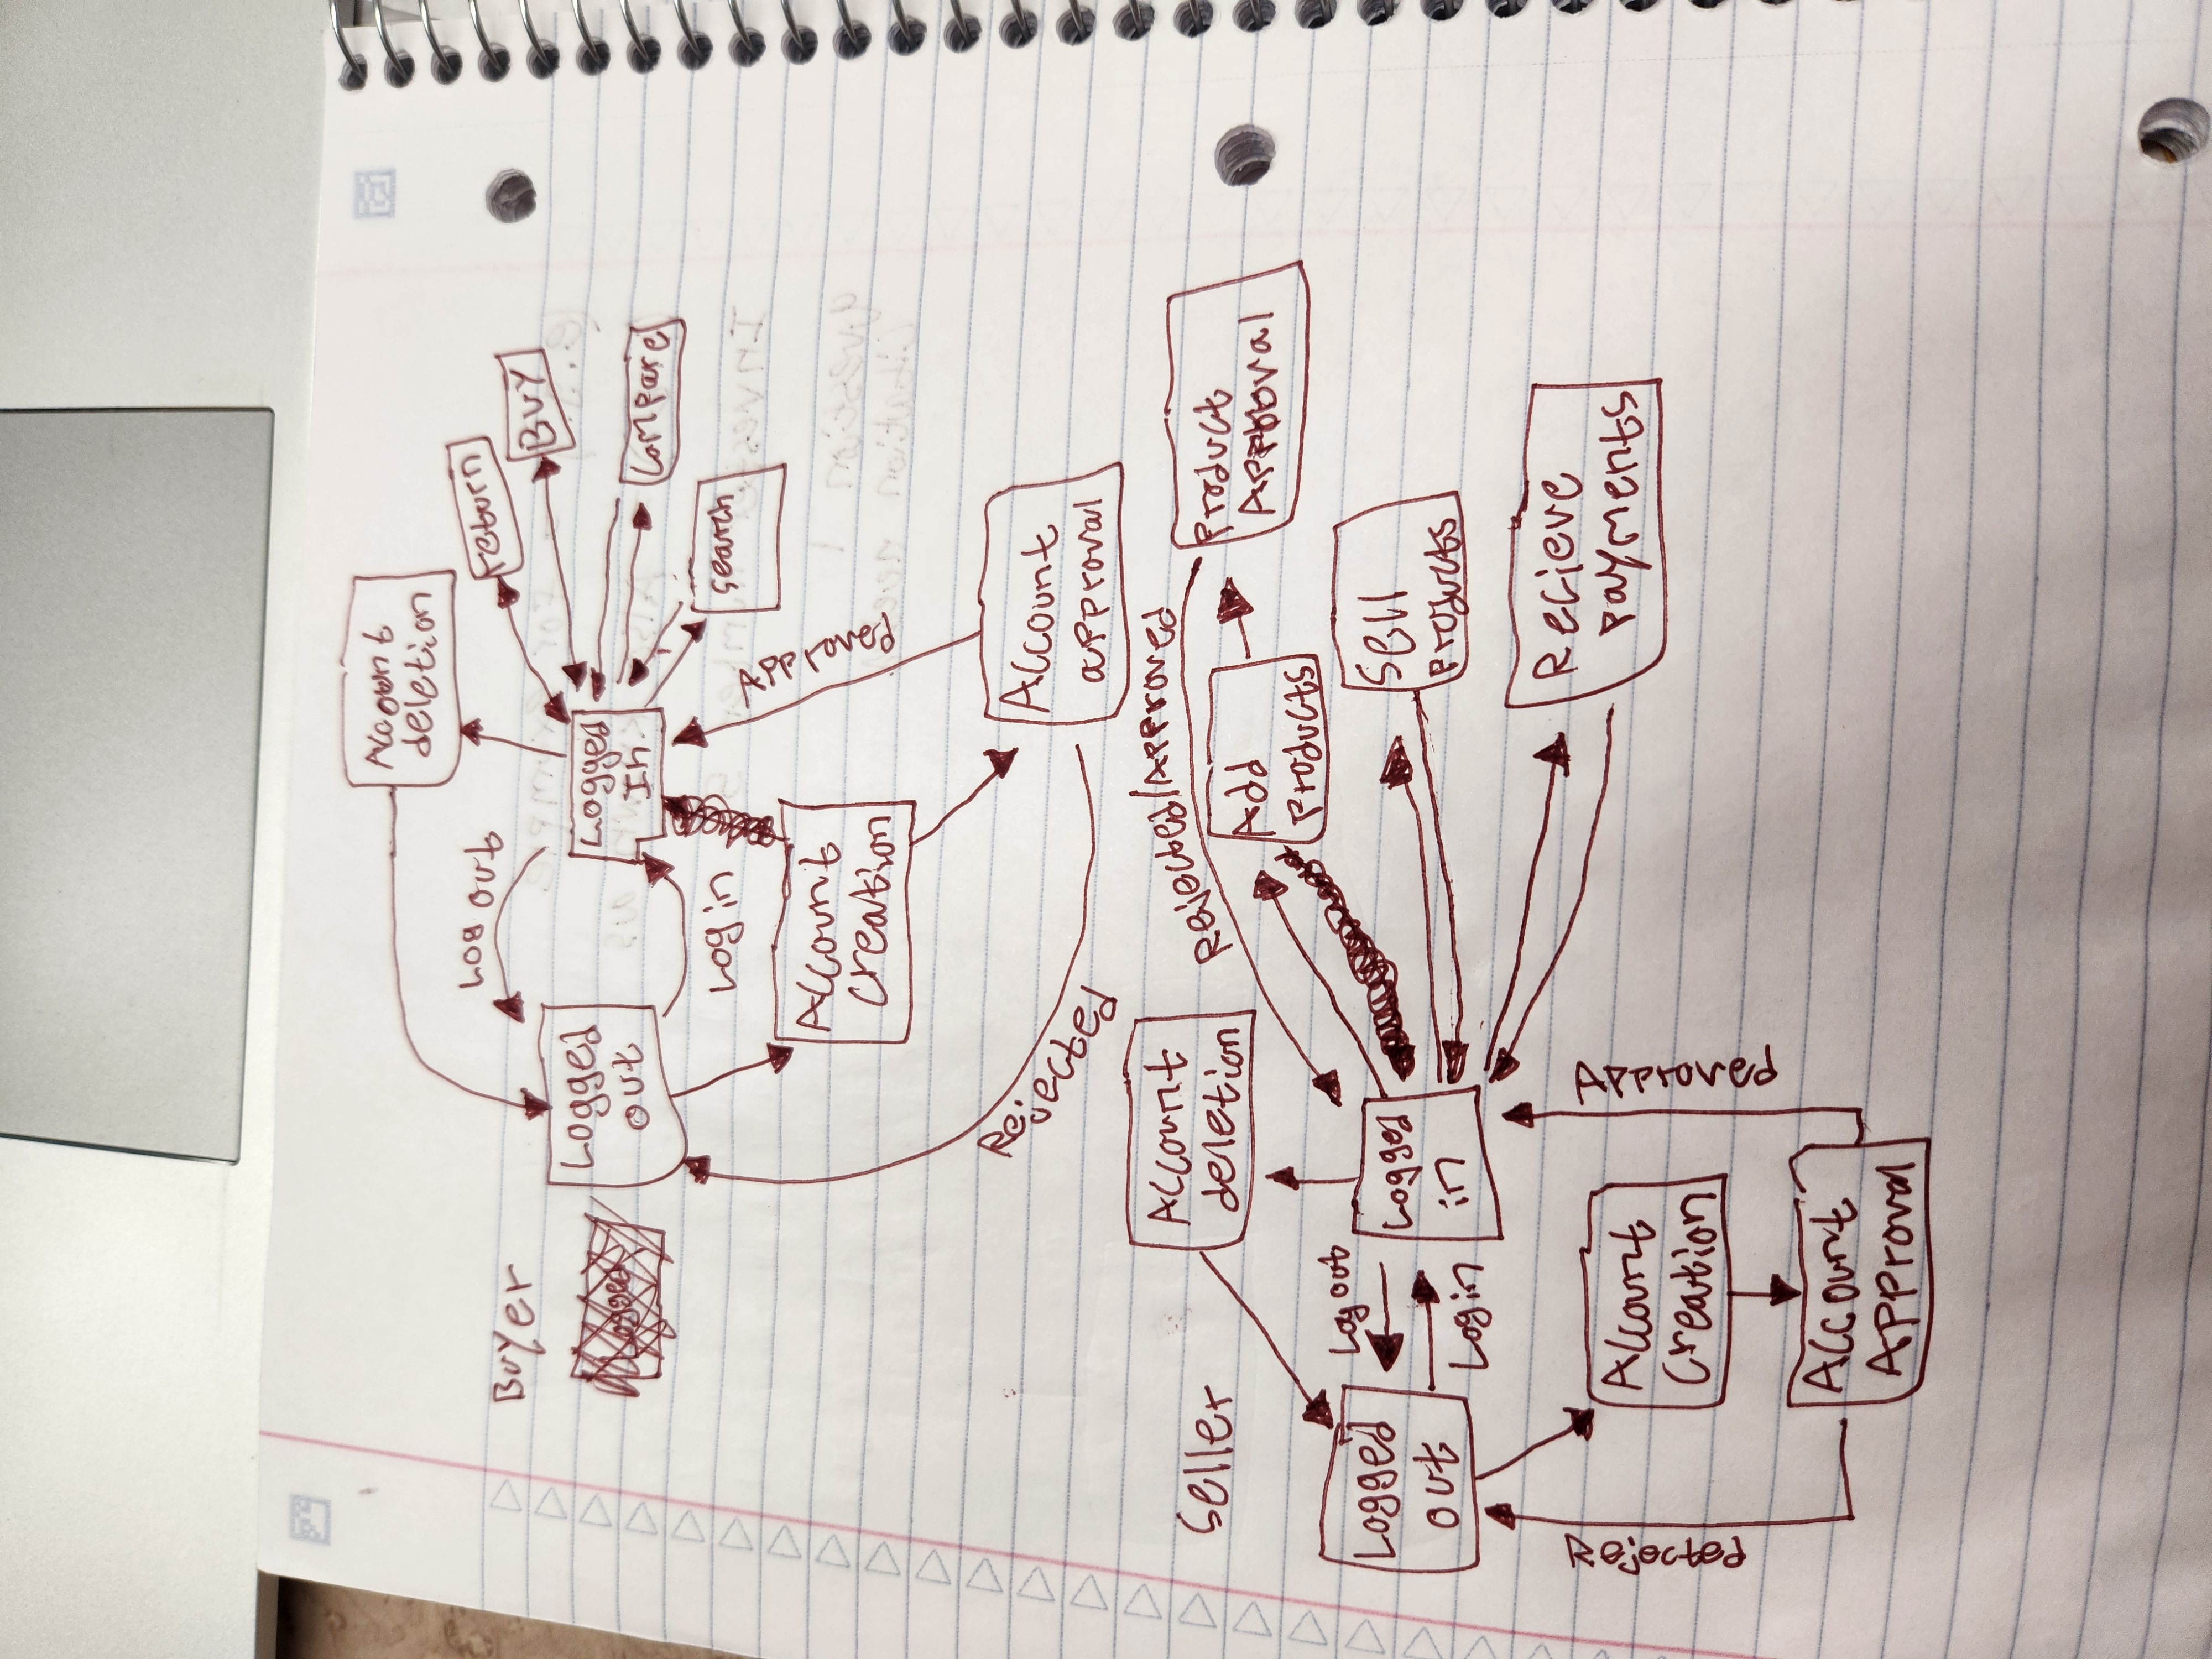 Account
deletion
Log out
return
Buyer
Buy
Logged
out
Logged
In
Logged
Compare
Log in
search
Account
Creation
Approved
Account
approval
Rejected
Seller
Account
deletion
Rejected/Approved
Product
Approval
Add
Products
Logged
out
Log out
Log in
Logged
in
Sell
Products
Recieve
Payments
Rejected
Approved
Account
Creation
Account
Approval